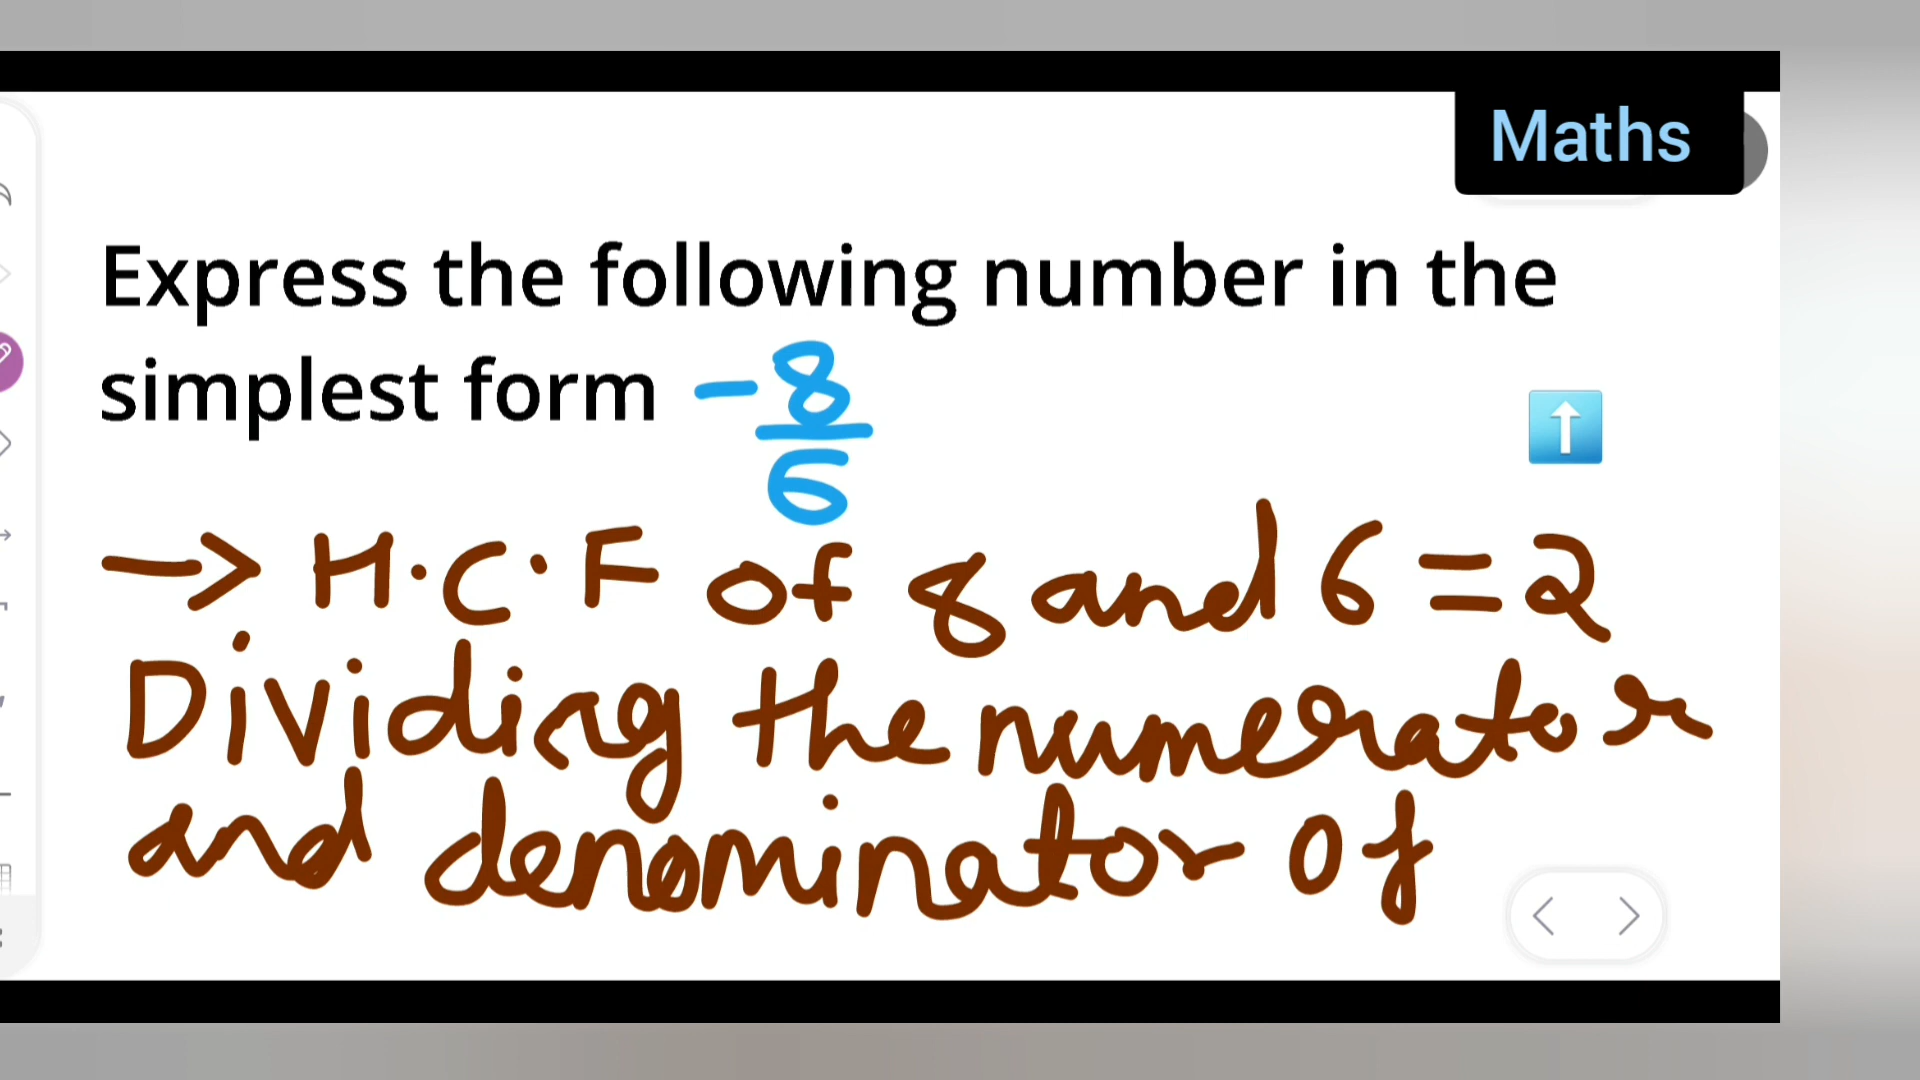 Maths
Express the following number in the
simplest form -8/6
→ H.C.F of 8 and 6 = 2
Dividing the numerator
and denominator of